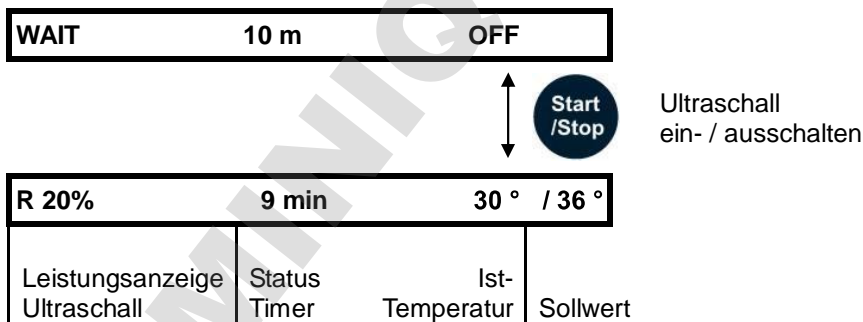 WAIT 10 m OFF
Start
/Stop
Ultraschall
ein- / ausschalten
R 20% 9 min 30 ° / 36 °
Leistungsanzeige Status Ist-
Ultraschall Timer Temperatur Sollwert
MINIQ